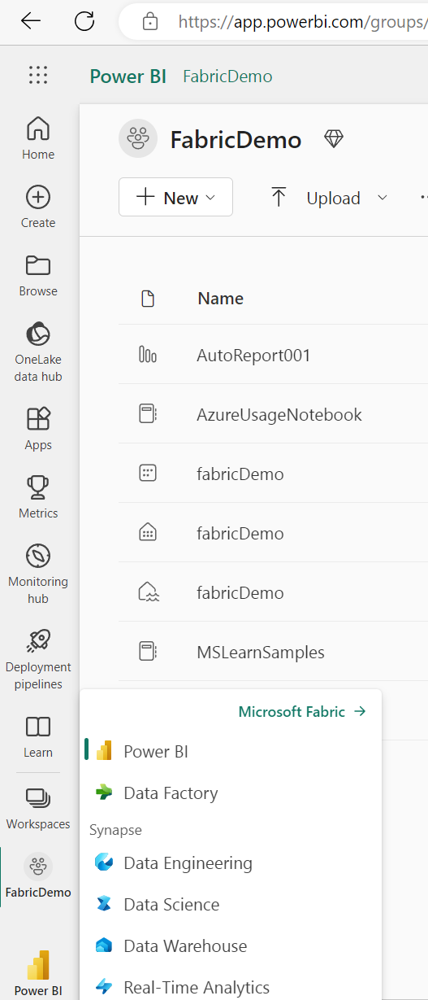 https://app.powerbi.com/groups/
Power BI FabricDemo
Home
Create
Browse
OneLake
data hub
Apps
Metrics
Monitoring
hub
Deployment
pipelines
Learn
Workspaces
FabricDemo
Power BI
FabricDemo
New Upload
Name
AutoReport001
AzureUsageNotebook
fabricDemo
fabricDemo
fabricDemo
MSLearnSamples
Microsoft Fabric
Power BI
Data Factory
Synapse
Data Engineering
Data Science
Data Warehouse
Real-Time Analytics